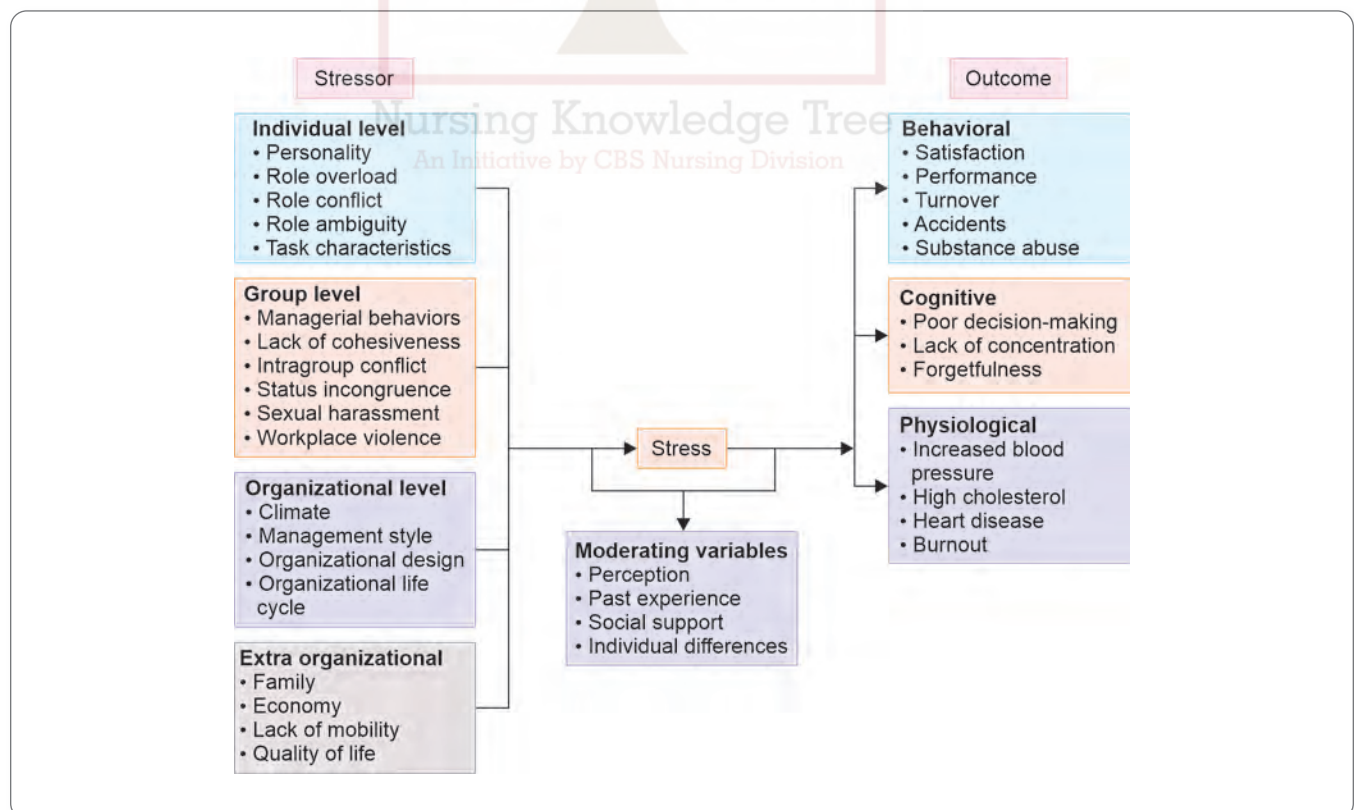 Stressor
Outcome
Nursing Knowledge Tree
An Initiative by CBS Nursing Division
Individual level
• Personality
• Role overload
• Role conflict
• Role ambiguity
• Task characteristics
Group level
• Managerial behaviors
• Lack of cohesiveness
• Intragroup conflict
• Status incongruence
• Sexual harassment
• Workplace violence
Organizational level
• Climate
• Management style
• Organizational design
• Organizational life
cycle
Extra organizational
• Family
• Economy
• Lack of mobility
• Quality of life
Stress
Moderating variables
• Perception
• Past experience
• Social support
• Individual differences
Behavioral
• Satisfaction
• Performance
• Turnover
• Accidents
• Substance abuse
Cognitive
• Poor decision-making
• Lack of concentration
• Forgetfulness
Physiological
• Increased blood
pressure
• High cholesterol
• Heart disease
• Burnout